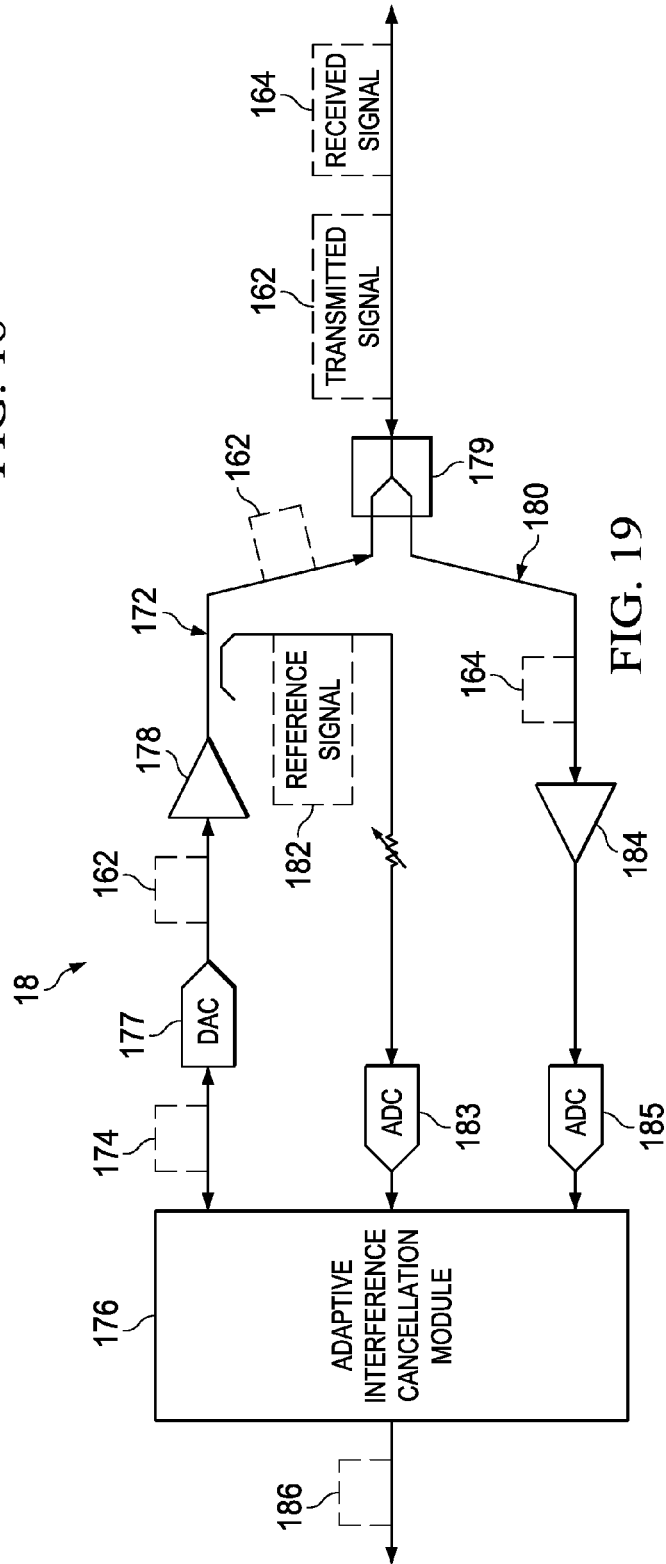 FIG.
18
174
177
DAC
162
178
172
162
176
ADAPTIVE
INTERFERENCE
CANCELLATION
MODULE
186
REFERENCE
SIGNAL
182
ADC
183
179
162
TRANSMITTED
SIGNAL
164
RECEIVED
SIGNAL
180
164
184
ADC
185
FIG. 19